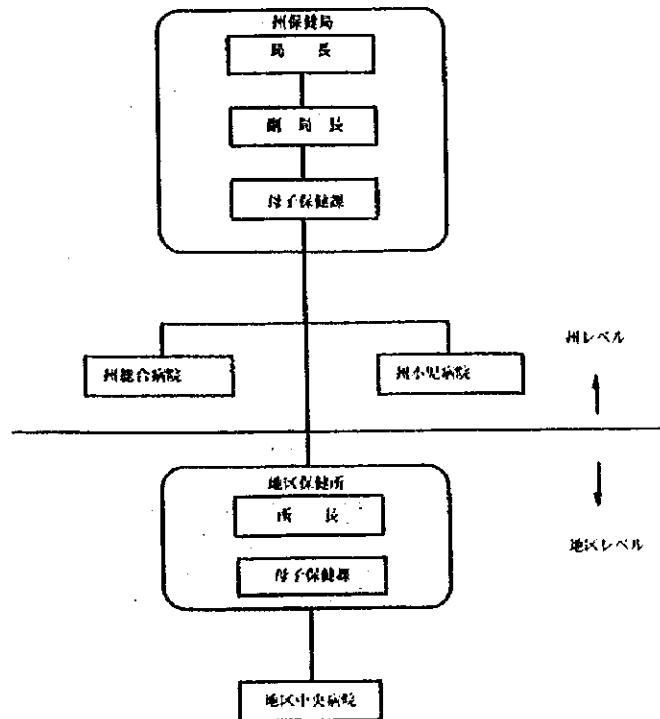 州保健局
局 長
副 局 長
母子保健課
州総合病院
州小児病院
州レベル
地区保健所
所 長
母子保健課
地区レベル
地区中央病院